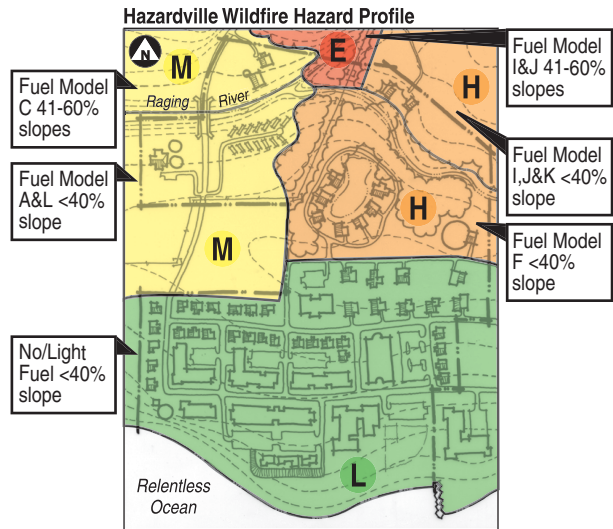 Hazardville Wildfire Hazard Profile
N
M
E
H
Fuel Model
C 41-60%
slopes
Fuel Model
I&J 41-60%
slopes
Raging River
Fuel Model
A&L <40%
slope
Fuel Model
I,J&K <40%
slope
H
M
Fuel Model
F <40%
slope
No/Light
Fuel <40%
slope
L
Relentless
Ocean